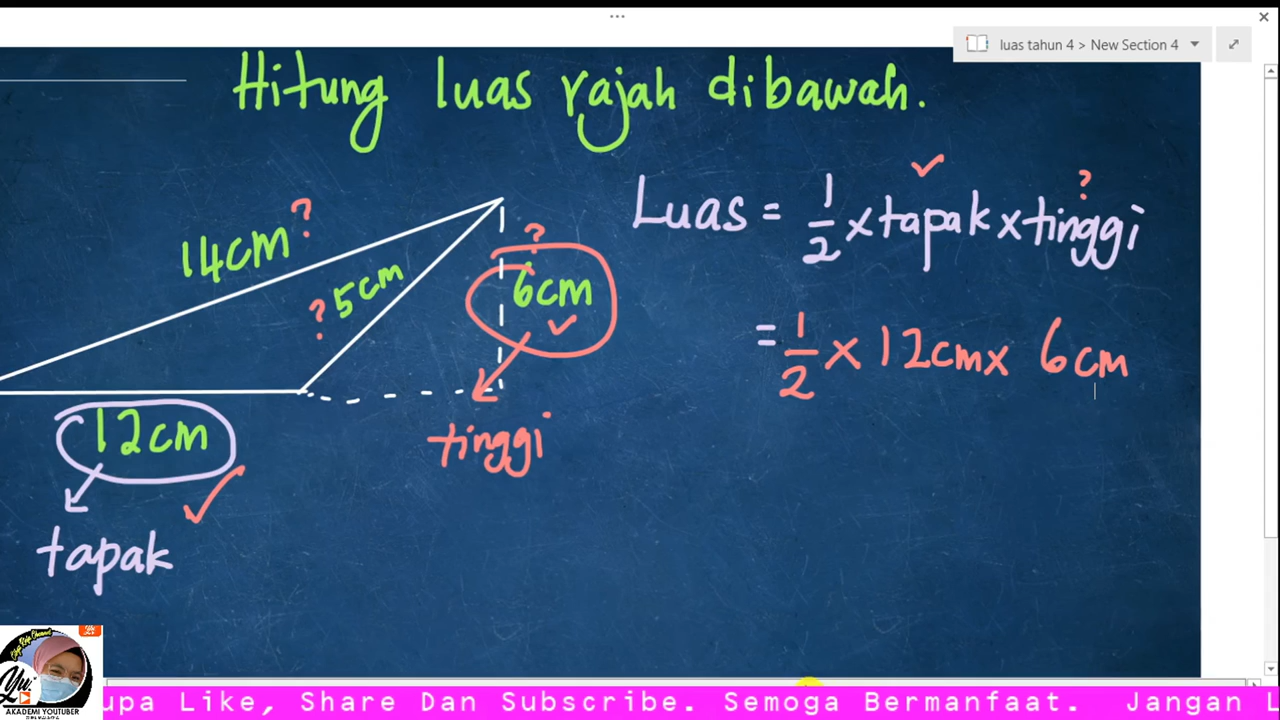 luas tahun 4 > New Section 4
Hitung luas rajah dibawah.
Luas = 1/2 x tapak x tinggi
= 1/2 x 12cm x 6cm
14cm ?
? 5cm
?
6cm
12cm
tinggi
tapak
?
AKADEMI YOUTUBER
upa Like, Share Dan Subscribe. Semoga Bermanfaat. Jangan L